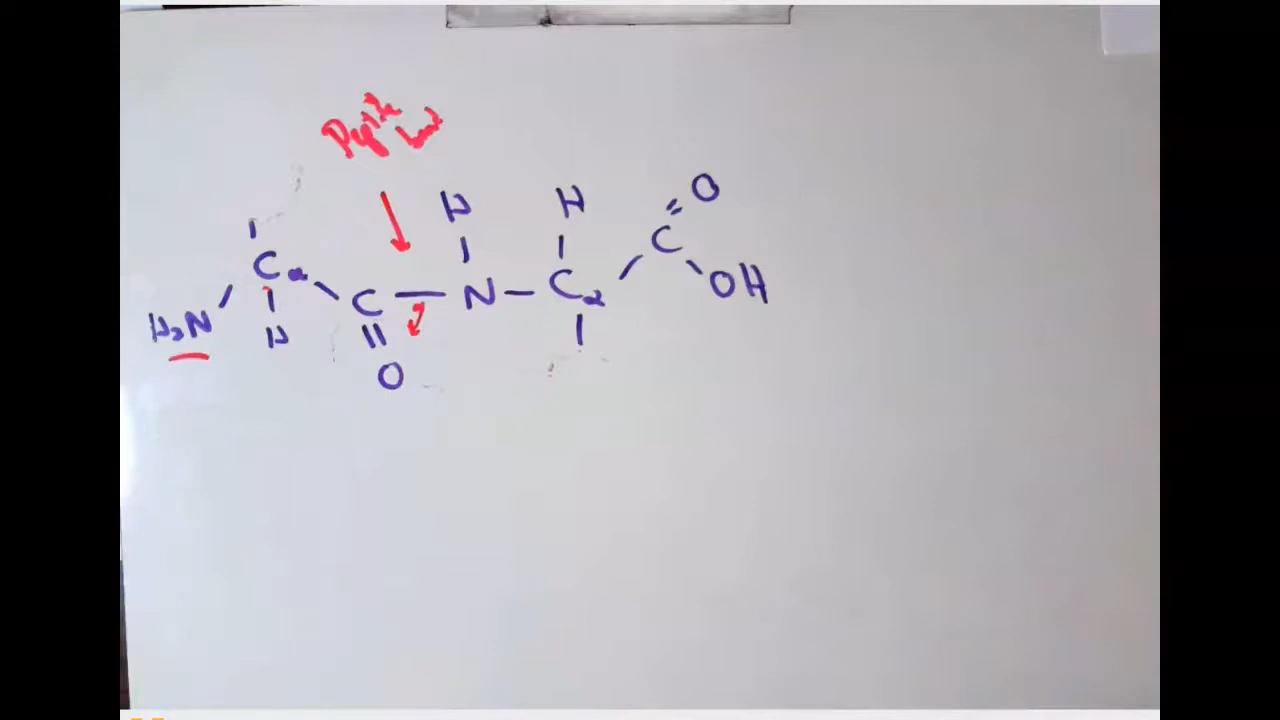 Peptide
bond
H H O
Cα C
H₂N C N Cα OH
H O